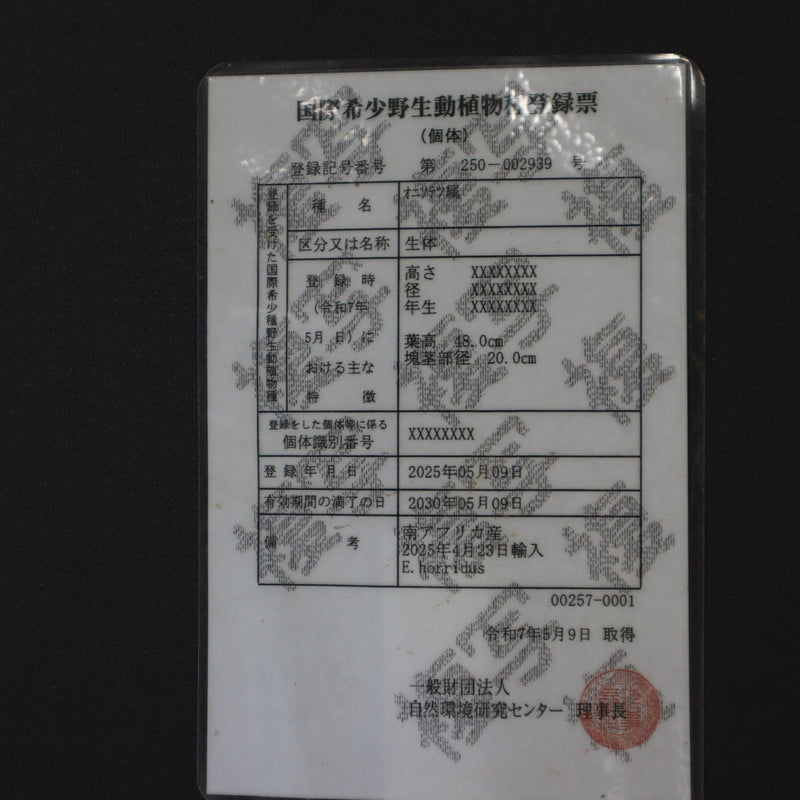 国際希少野生動植物種登録票
(個体)
登録記号番号 第 250-002939 号
登録を受けた国際希少種野生動植物種
種名 オニソテツ属
区分又は名称 生体
登録時(令和7年5月 日)における主な特徴
高さ XXXXXXXX
径 XXXXXXXX
年生 XXXXXXXX
葉高 48.0cm
塊茎部径 20.0cm
登録をした個体等に係る
個体識別番号 XXXXXXXX
登録年月日 2025年05月09日
有効期間の満了の日 2030年05月09日
備考 南アフリカ産
2025年4月23日輸入
E.horridus
00257-0001
令和7年5月9日 取得
一般財団法人
自然環境研究センター 理事長
複写